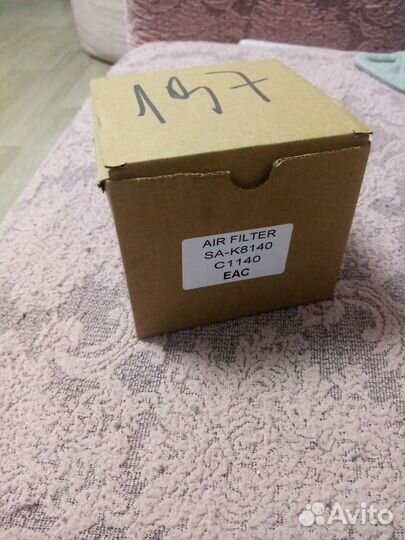 197
AIR FILTER
SA-K8140
C1140
EAC
Avito